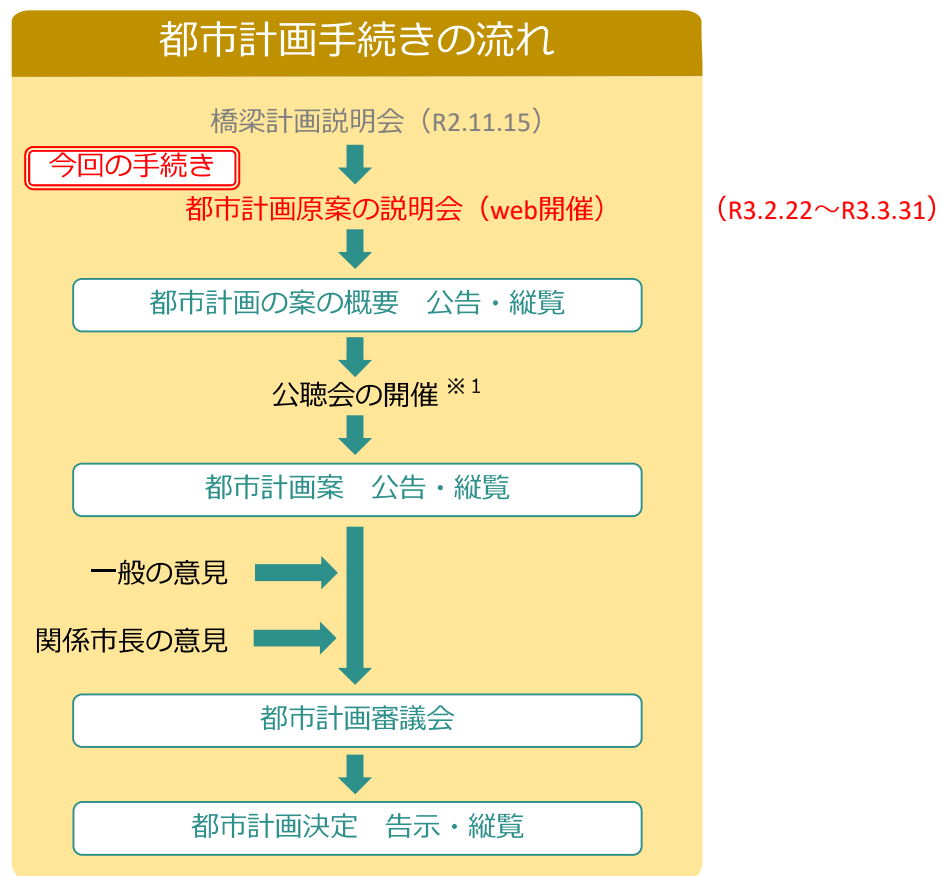 都市計画手続きの流れ
橋梁計画説明会（R2.11.15）
今回の手続き
都市計画原案の説明会（web開催）　（R3.2.22～R3.3.31）
都市計画の案の概要　公告・縦覧
公聴会の開催 ※1
都市計画案　公告・縦覧
一般の意見
関係市長の意見
都市計画審議会
都市計画決定　告示・縦覧